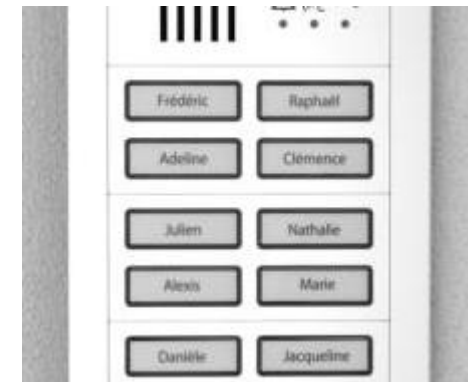 Frédéric Raphaël
Adeline Clémence
Julien Nathalie
Alexis Marie
Danièle Jacqueline